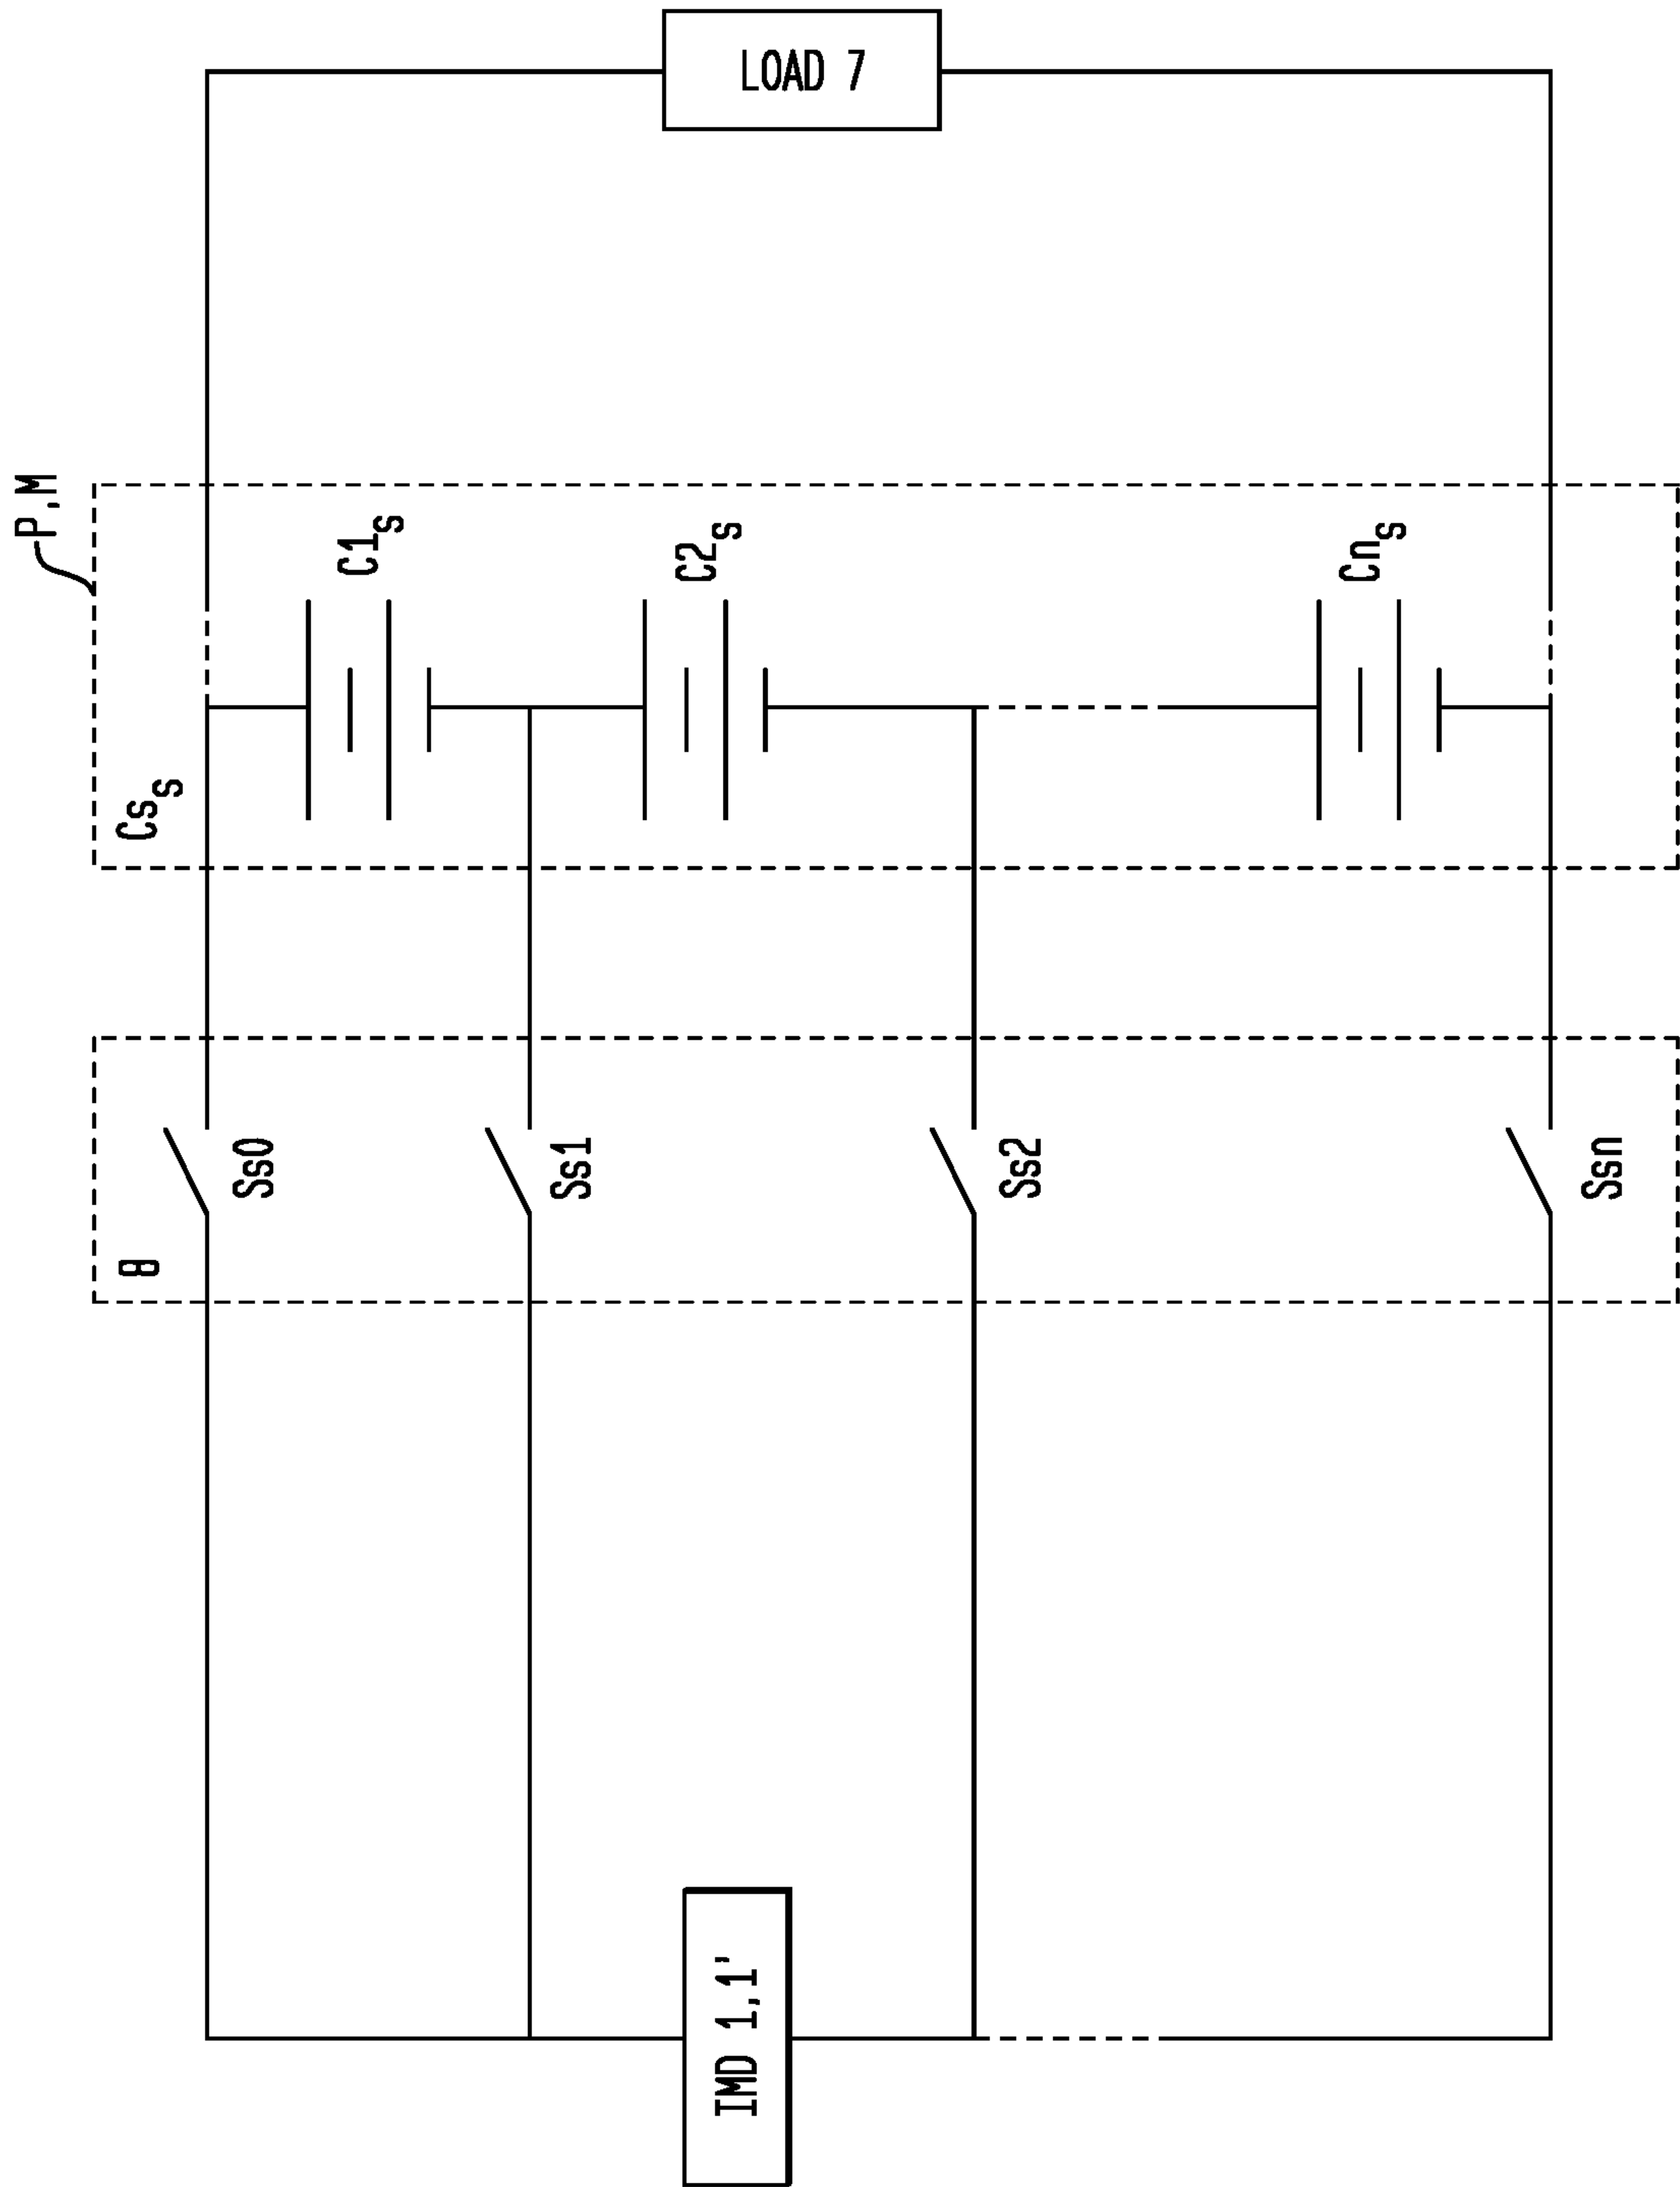 LOAD 7
P,M
C1s
C2s
Cns
Css
Ss0
Ss1
Ss2
Ssn
8
IMD 1,1'